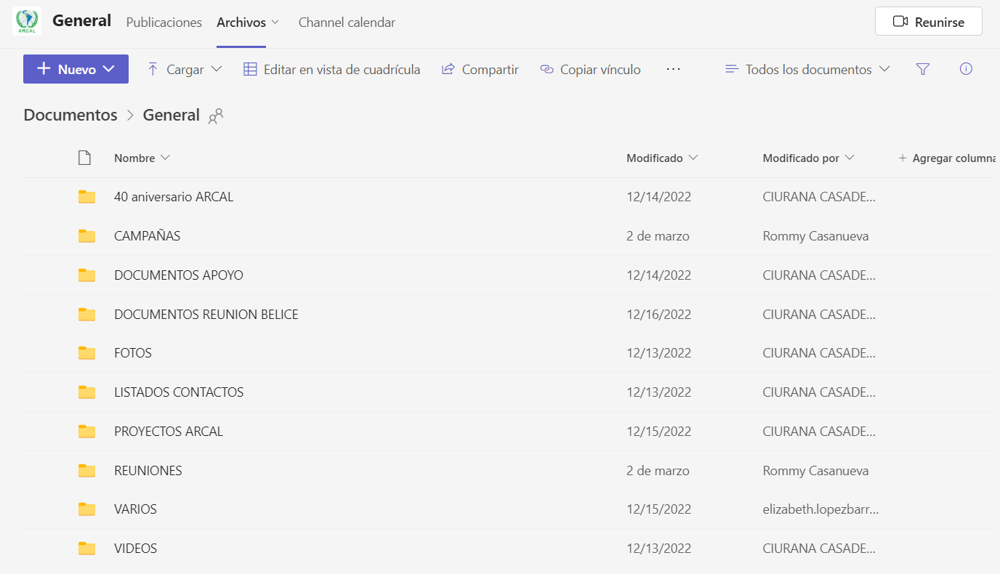 ARCAL
General Publicaciones Archivos Channel calendar Reunirse
Nuevo Cargar Editar en vista de cuadrícula Compartir Copiar vínculo ... Todos los documentos
Documentos > General
Nombre Modificado Modificado por + Agregar columna
40 aniversario ARCAL 12/14/2022 CIURANA CASADE...
CAMPAÑAS 2 de marzo Rommy Casanueva
DOCUMENTOS APOYO 12/14/2022 CIURANA CASADE...
DOCUMENTOS REUNION BELICE 12/16/2022 CIURANA CASADE...
FOTOS 12/13/2022 CIURANA CASADE...
LISTADOS CONTACTOS 12/13/2022 CIURANA CASADE...
PROYECTOS ARCAL 12/15/2022 CIURANA CASADE...
REUNIONES 2 de marzo Rommy Casanueva
VARIOS 12/15/2022 elizabeth.lopezbarr...
VIDEOS 12/13/2022 CIURANA CASADE...